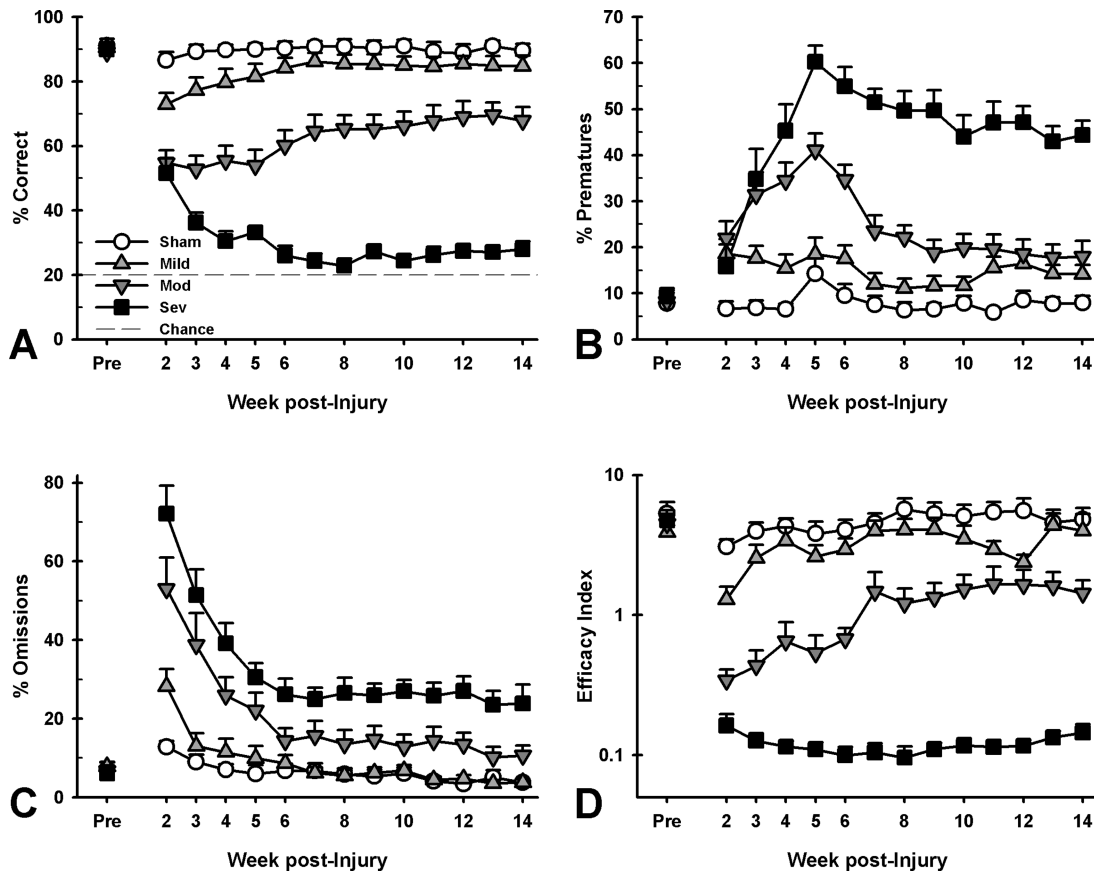 100
80
60
40
20
0
% Correct
Sham
Mild
Mod
Sev
Chance
A
Pre 2 3 4 5 6 8 10 12 14
Week post-Injury
70
60
50
40
30
20
10
0
% Prematures
B
Pre 2 3 4 5 6 8 10 12 14
Week post-Injury
80
60
40
20
0
% Omissions
C
Pre 2 3 4 5 6 8 10 12 14
Week post-Injury
10
1
0.1
Efficacy Index
D
Pre 2 3 4 5 6 8 10 12 14
Week post-Injury